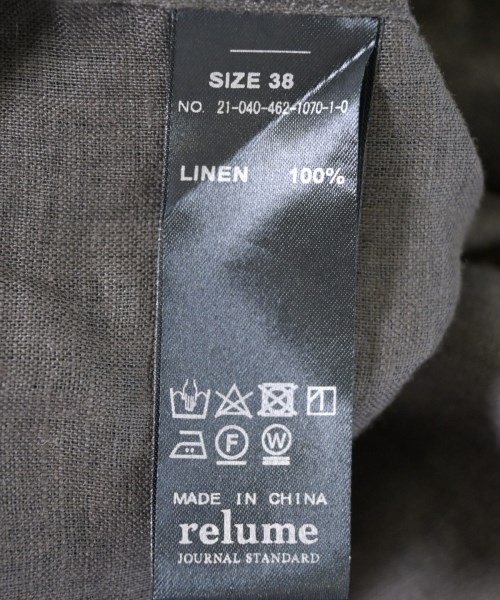 SIZE 38
NO. 21-040-462-1070-1-0
LINEN 100%
F W
MADE IN CHINA
relume
JOURNAL STANDARD